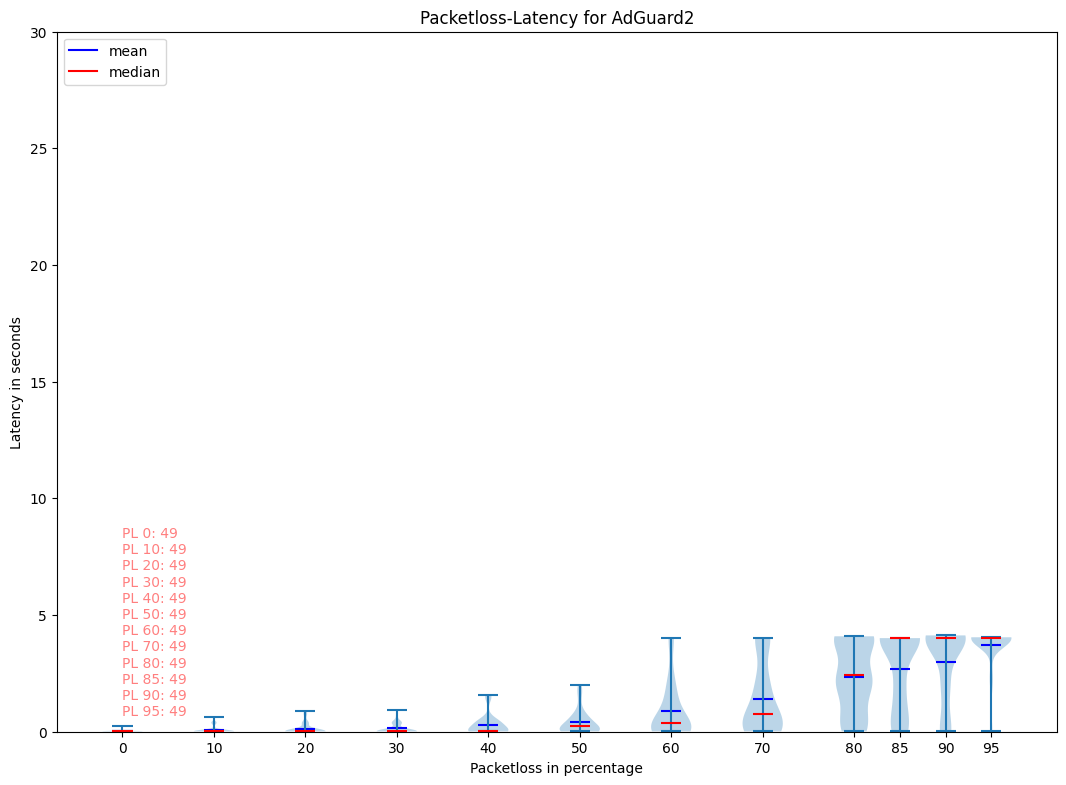 Packetloss-Latency for AdGuard2
mean
median
30
25
20
15
10
5
0
Latency in seconds
PL 0: 49
PL 10: 49
PL 20: 49
PL 30: 49
PL 40: 49
PL 50: 49
PL 60: 49
PL 70: 49
PL 80: 49
PL 85: 49
PL 90: 49
PL 95: 49
0 10 20 30 40 50 60 70 80 85 90 95
Packetloss in percentage